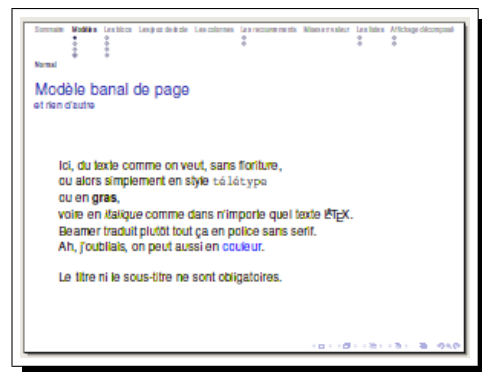 Sommaire Modèles Les blocs Les jeux de boîte Les colonnes Les recouvrements Mises en valeur Les listes Affichage décomposé
Normal
Modèle banal de page
et rien d'autre
Ici, du texte comme on veut, sans fioriture,
ou alors simplement en style télétype
ou en gras,
voire en italique comme dans n'importe quel texte LATEX.
Beamer traduit plutôt tout ça en police sans serif.
Ah, j'oubliais, on peut aussi en couleur.
Le titre ni le sous-titre ne sont obligatoires.